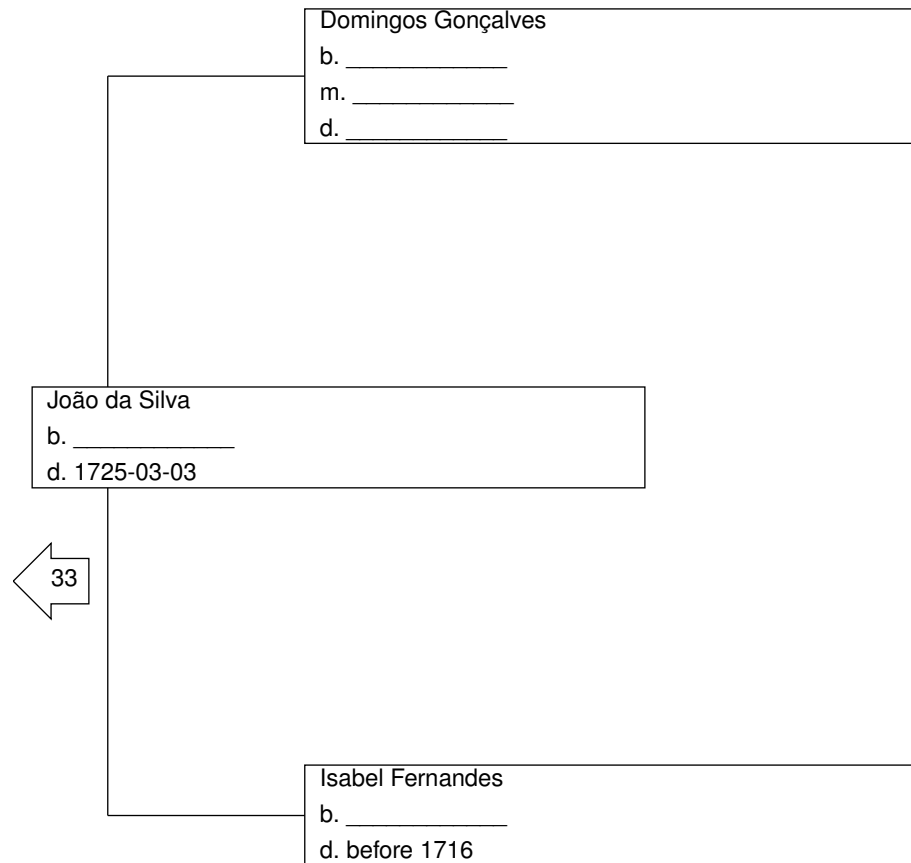 Domingos Gonçalves
b. ____________
m. ____________
d. ____________
João da Silva
b. ____________
d. 1725-03-03
33
Isabel Fernandes
b. ____________
d. before 1716